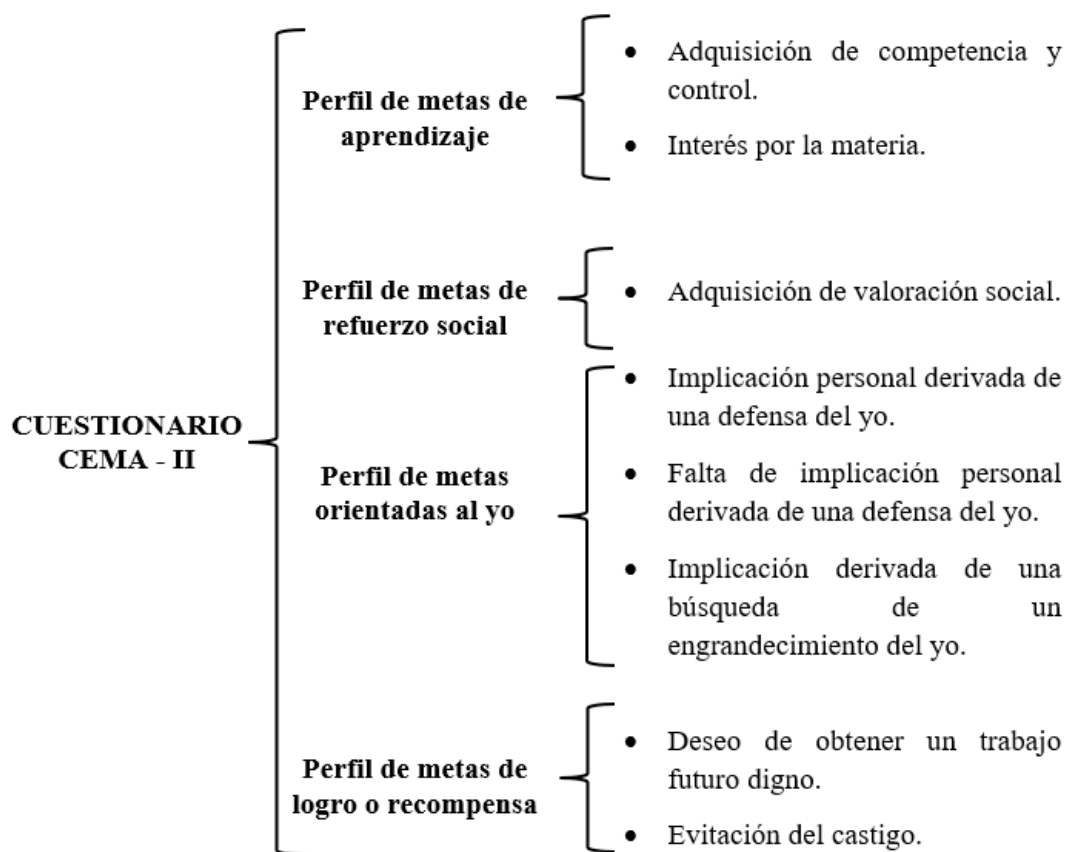 CUESTIONARIO
CEMA - II
Perfil de metas de
aprendizaje
• Adquisición de competencia y
control.
• Interés por la materia.
Perfil de metas de
refuerzo social
• Adquisición de valoración social.
Perfil de metas
orientadas al yo
• Implicación personal derivada de
una defensa del yo.
• Falta de implicación personal
derivada de una defensa del yo.
• Implicación derivada de una
búsqueda de un
engrandecimiento del yo.
Perfil de metas de
logro o recompensa
• Deseo de obtener un trabajo
futuro digno.
• Evitación del castigo.